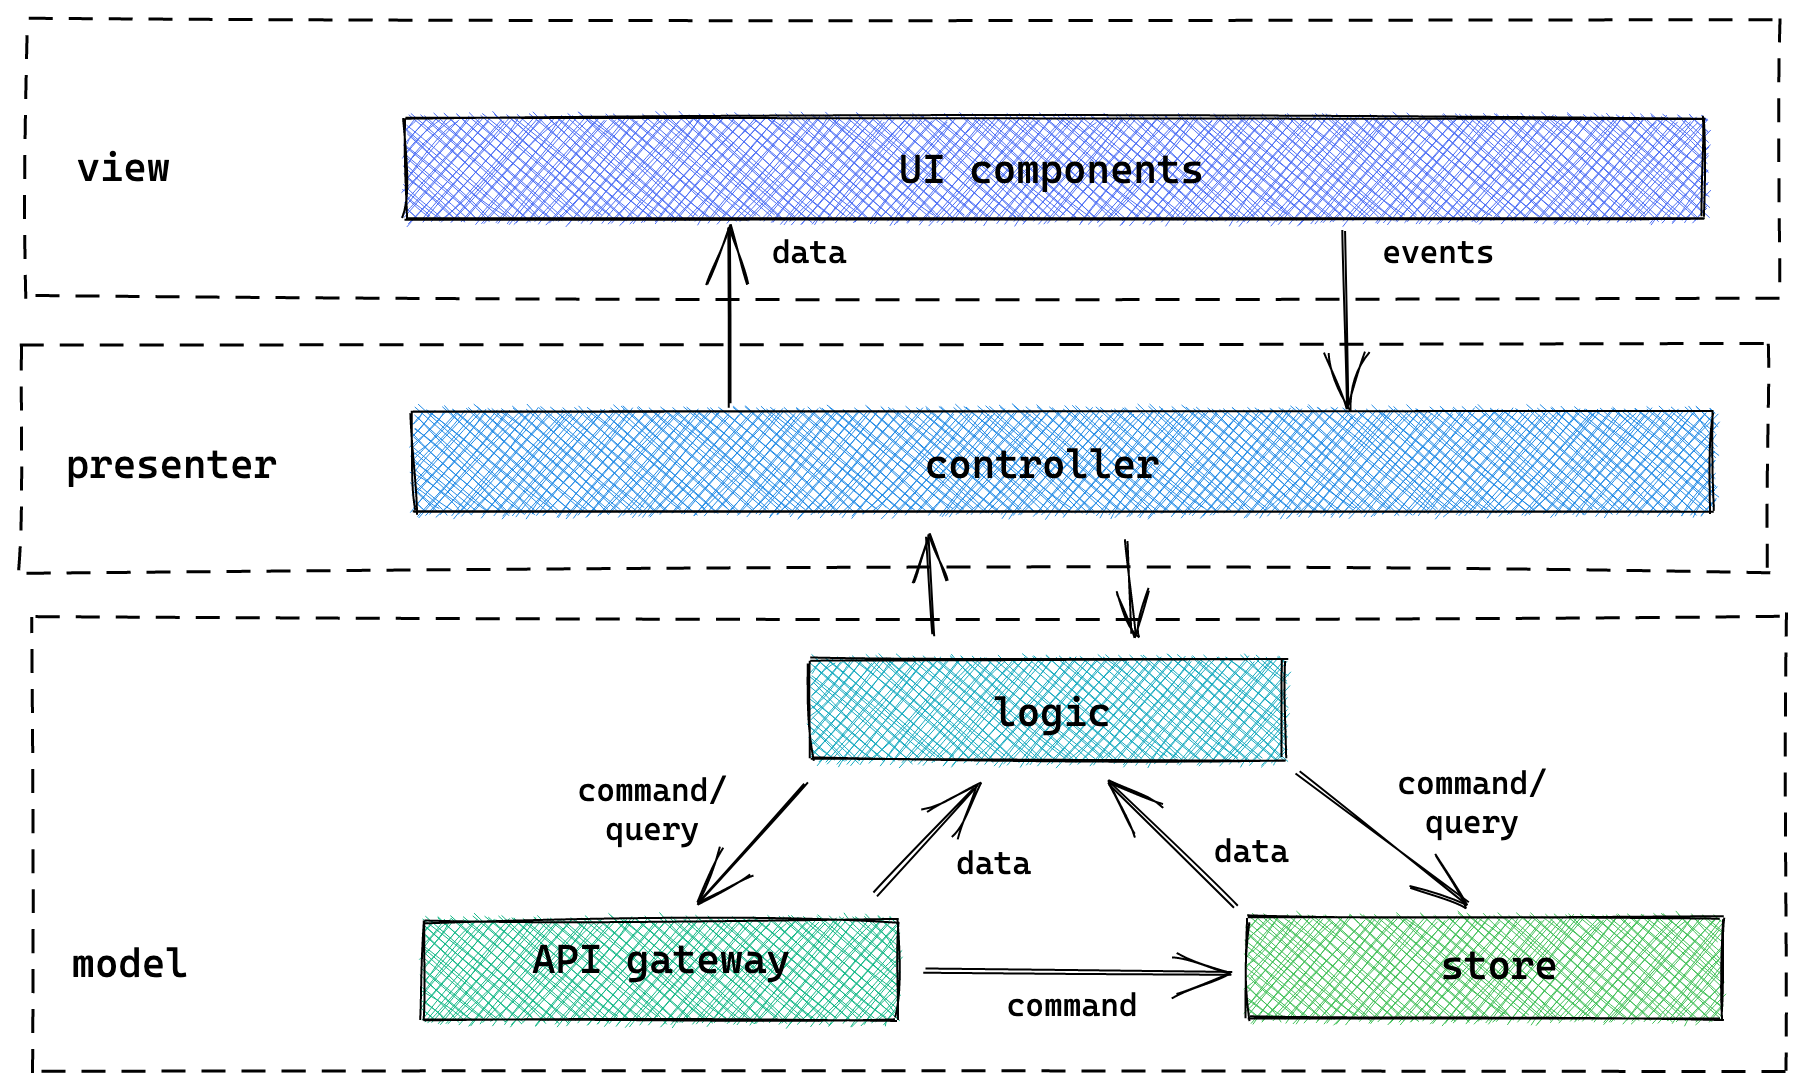 view
UI components
data
events
presenter
controller
logic
command/
query
command/
query
data
data
model
API gateway
store
command